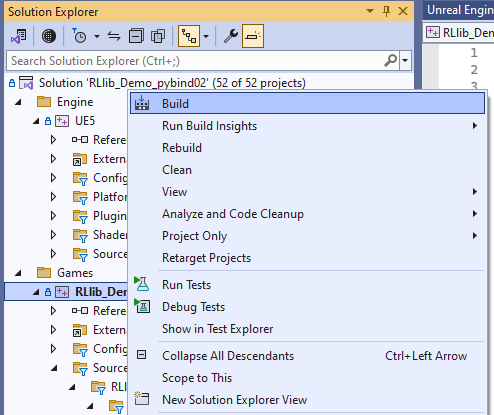 Solution Explorer
Unreal Engin
RLlib_Dem
Search Solution Explorer (Ctrl+;)
1
2
3
Solution 'RLlib_Demo_pybind02' (52 of 52 projects)
Engine
UE5
Refere
Extern
Config
Platfor
Plugin
Shader
Source
Games
RLlib_Dem
Refere
Extern
Config
Source
RLl
Build
Run Build Insights
Rebuild
Clean
View
Analyze and Code Cleanup
Project Only
Retarget Projects
Run Tests
Debug Tests
Show in Test Explorer
Collapse All Descendants Ctrl+Left Arrow
Scope to This
New Solution Explorer View